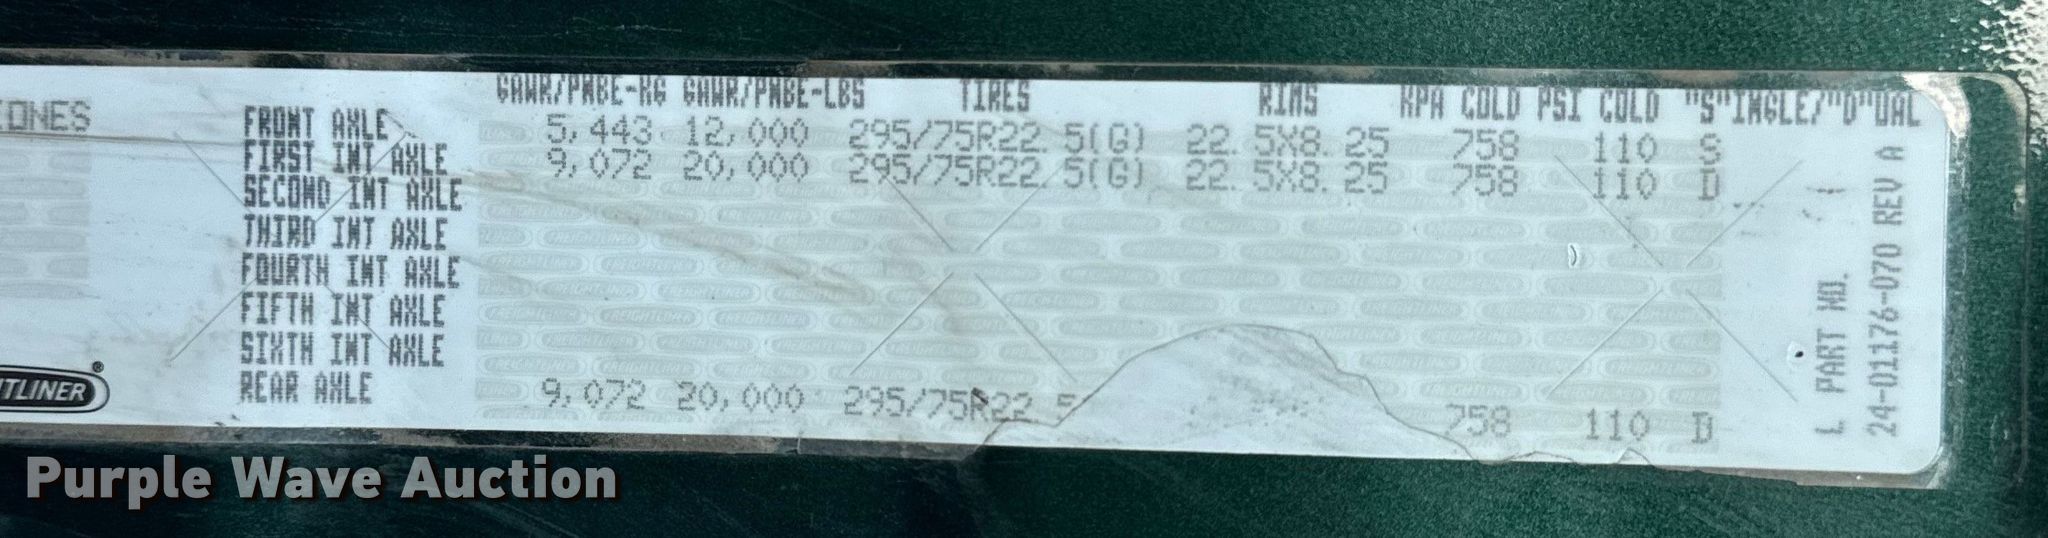 GAWR/PNBE-KG GAWR/PNBE-LBS TIRES RIMS KPA COLD PSI COLD "S"INGLE/"D"UAL
FRONT AXLE 5,443 12,000 295/75R22.5(G) 22.5X8.25 758 110 S
FIRST INT AXLE 9,072 20,000 295/75R22.5(G) 22.5X8.25 758 110 D
SECOND INT AXLE
THIRD INT AXLE
FOURTH INT AXLE
FIFTH INT AXLE
SIXTH INT AXLE
REAR AXLE 9,072 20,000 295/75R22.5 758 110 D
PART NO.
24-01176-070 REV A
TLINER®
Purple Wave Auction